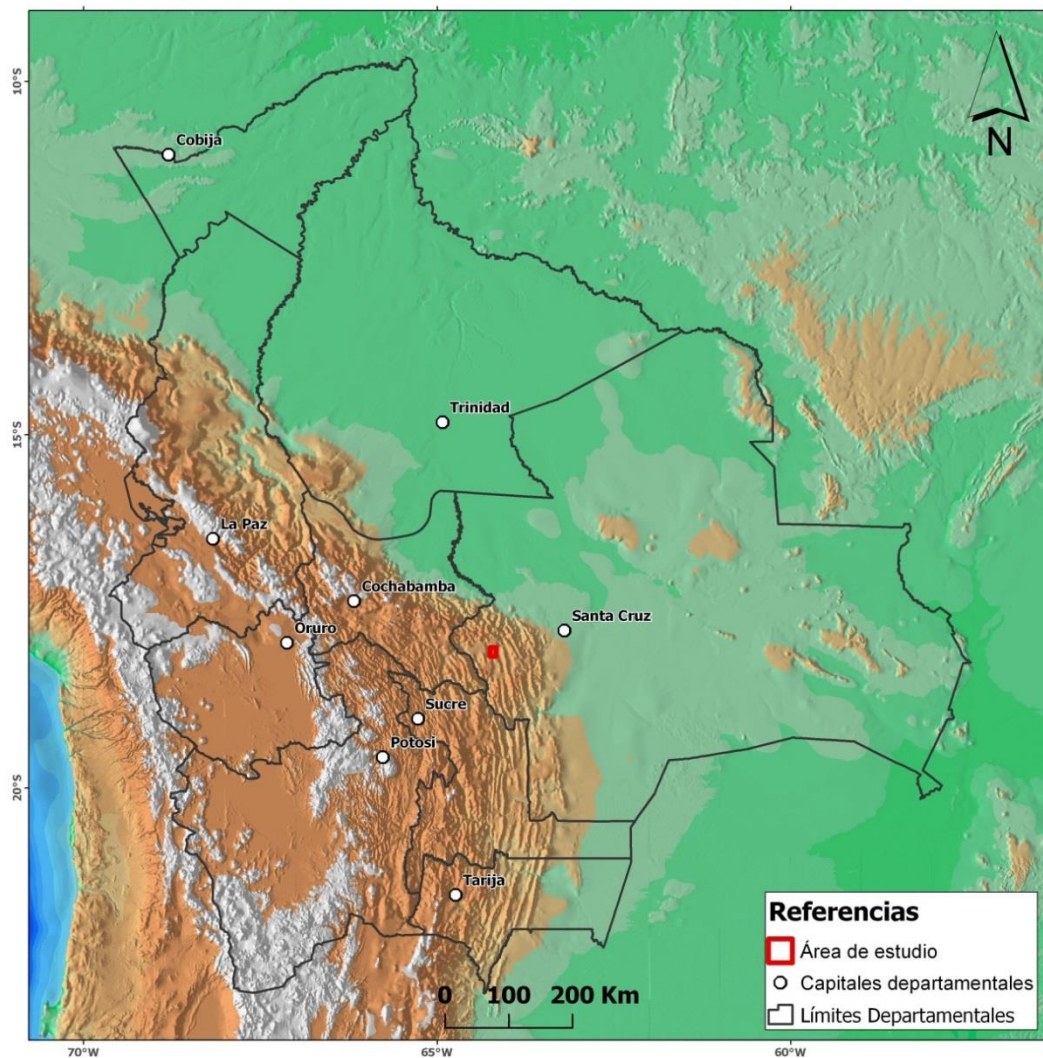 10°S
Cobija
N
Trinidad
15°S
La Paz
Cochabamba
Santa Cruz
Oruro
Sucre
Potosi
20°S
Tarija
0 100 200 Km
Referencias
Área de estudio
Capitales departamentales
Límites Departamentales
70°W
65°W
60°W